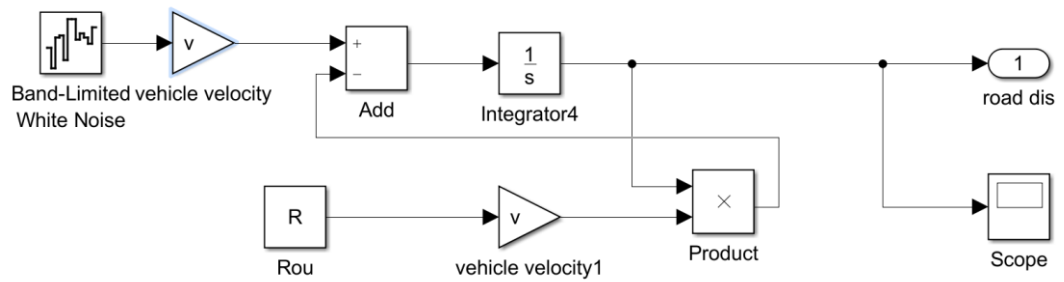 v
+
−
1
s
1
Band-Limited
White Noise
vehicle velocity
Add
Integrator4
road dis
R
v
×
Rou
vehicle velocity1
Product
Scope